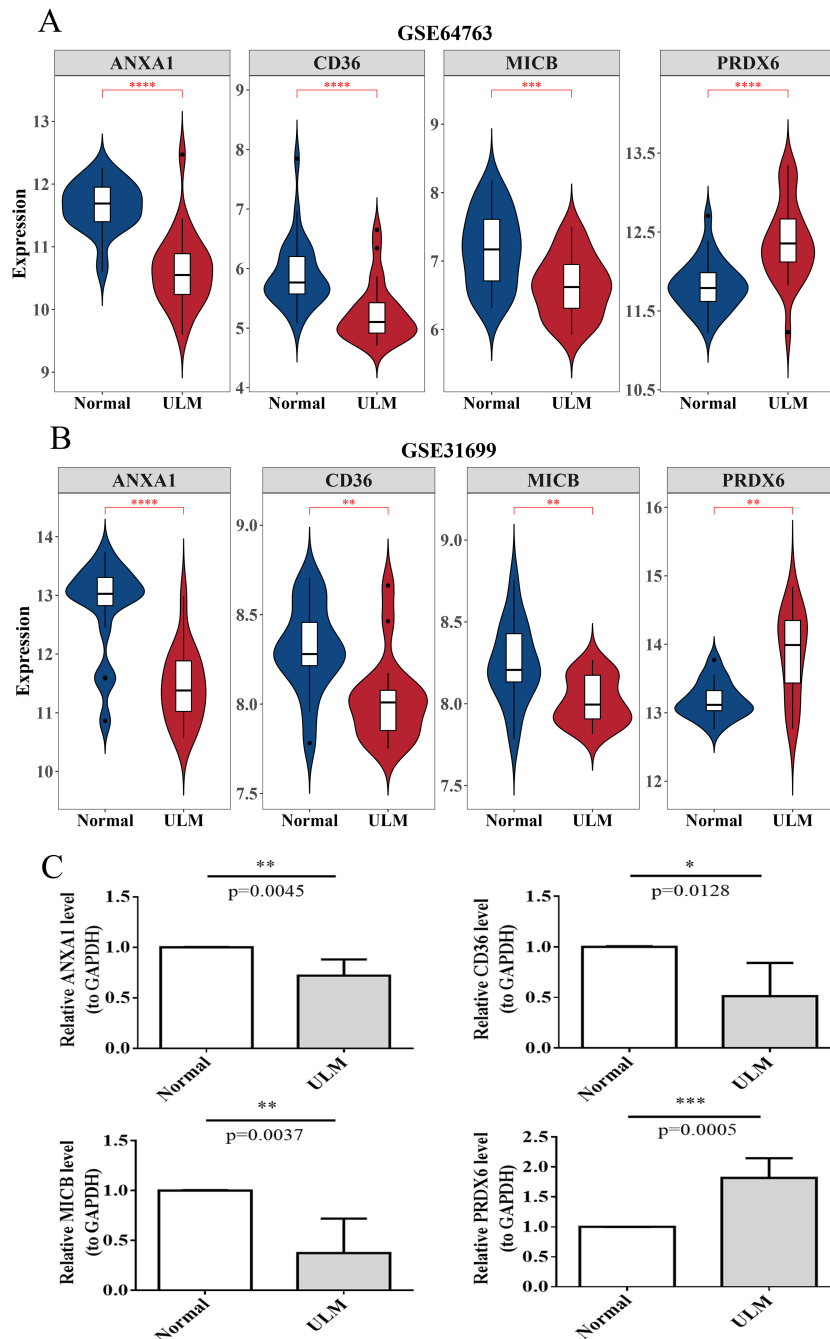 A
GSE64763
ANXA1 CD36 MICB PRDX6
**** **** *** ****
Expression
13
12
11
10
9
9
8
7
6
5
4
9
8
7
6
13.5
12.5
11.5
10.5
Normal ULM Normal ULM Normal ULM Normal ULM
B
GSE31699
ANXA1 CD36 MICB PRDX6
**** ** ** **
Expression
14
13
12
11
10
9.0
8.5
8.0
7.5
9.0
8.5
8.0
7.5
16
15
14
13
12
Normal ULM Normal ULM Normal ULM Normal ULM
C
**
p=0.0045
Relative ANXA1 level
(to GAPDH)
1.5
1.0
0.5
0.0
Normal ULM
*
p=0.0128
Relative CD36 level
(to GAPDH)
1.5
1.0
0.5
0.0
Normal ULM
**
p=0.0037
Relative MICB level
(to GAPDH)
1.5
1.0
0.5
0.0
Normal ULM
***
p=0.0005
Relative PRDX6 level
(to GAPDH)
2.5
2.0
1.5
1.0
0.5
0.0
Normal ULM